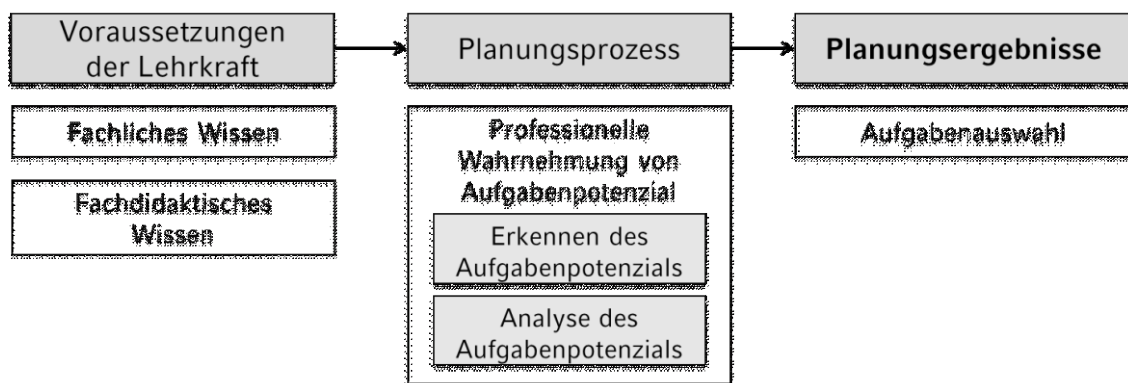 Voraussetzungen
der Lehrkraft
Fachliches Wissen
Fachdidaktisches
Wissen
Planungsprozess
Professionelle
Wahrnehmung von
Aufgabenpotenzial
Erkennen des
Aufgabenpotenzials
Analyse des
Aufgabenpotenzials
Planungsergebnisse
Aufgabenauswahl